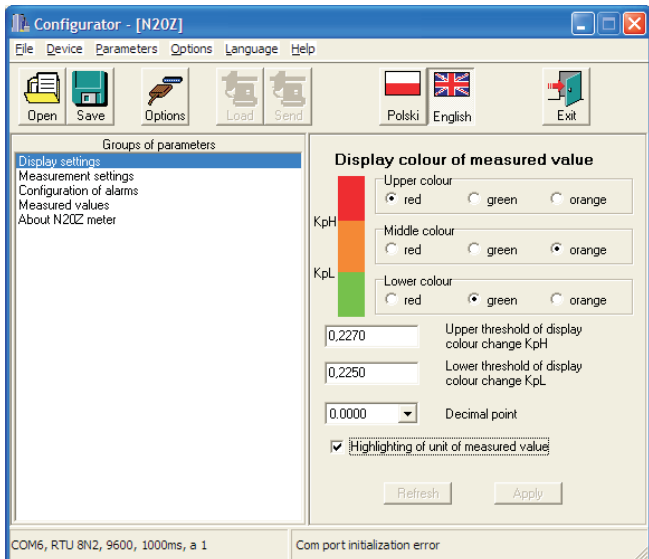 Configurator - [N20Z]
File Device Parameters Options Language Help
Open Save Options Load Send Polski English Exit
Groups of parameters
Display settings
Measurement settings
Configuration of alarms
Measured values
About N20Z meter
Display colour of measured value
Upper colour
red green orange
KpH
Middle colour
red green orange
KpL
Lower colour
red green orange
0,2270 Upper threshold of display
colour change KpH
0,2250 Lower threshold of display
colour change KpL
0.0000 Decimal point
Highlighting of unit of measured value
Refresh Apply
COM6, RTU 8N2, 9600, 1000ms, a 1 Com port initialization error